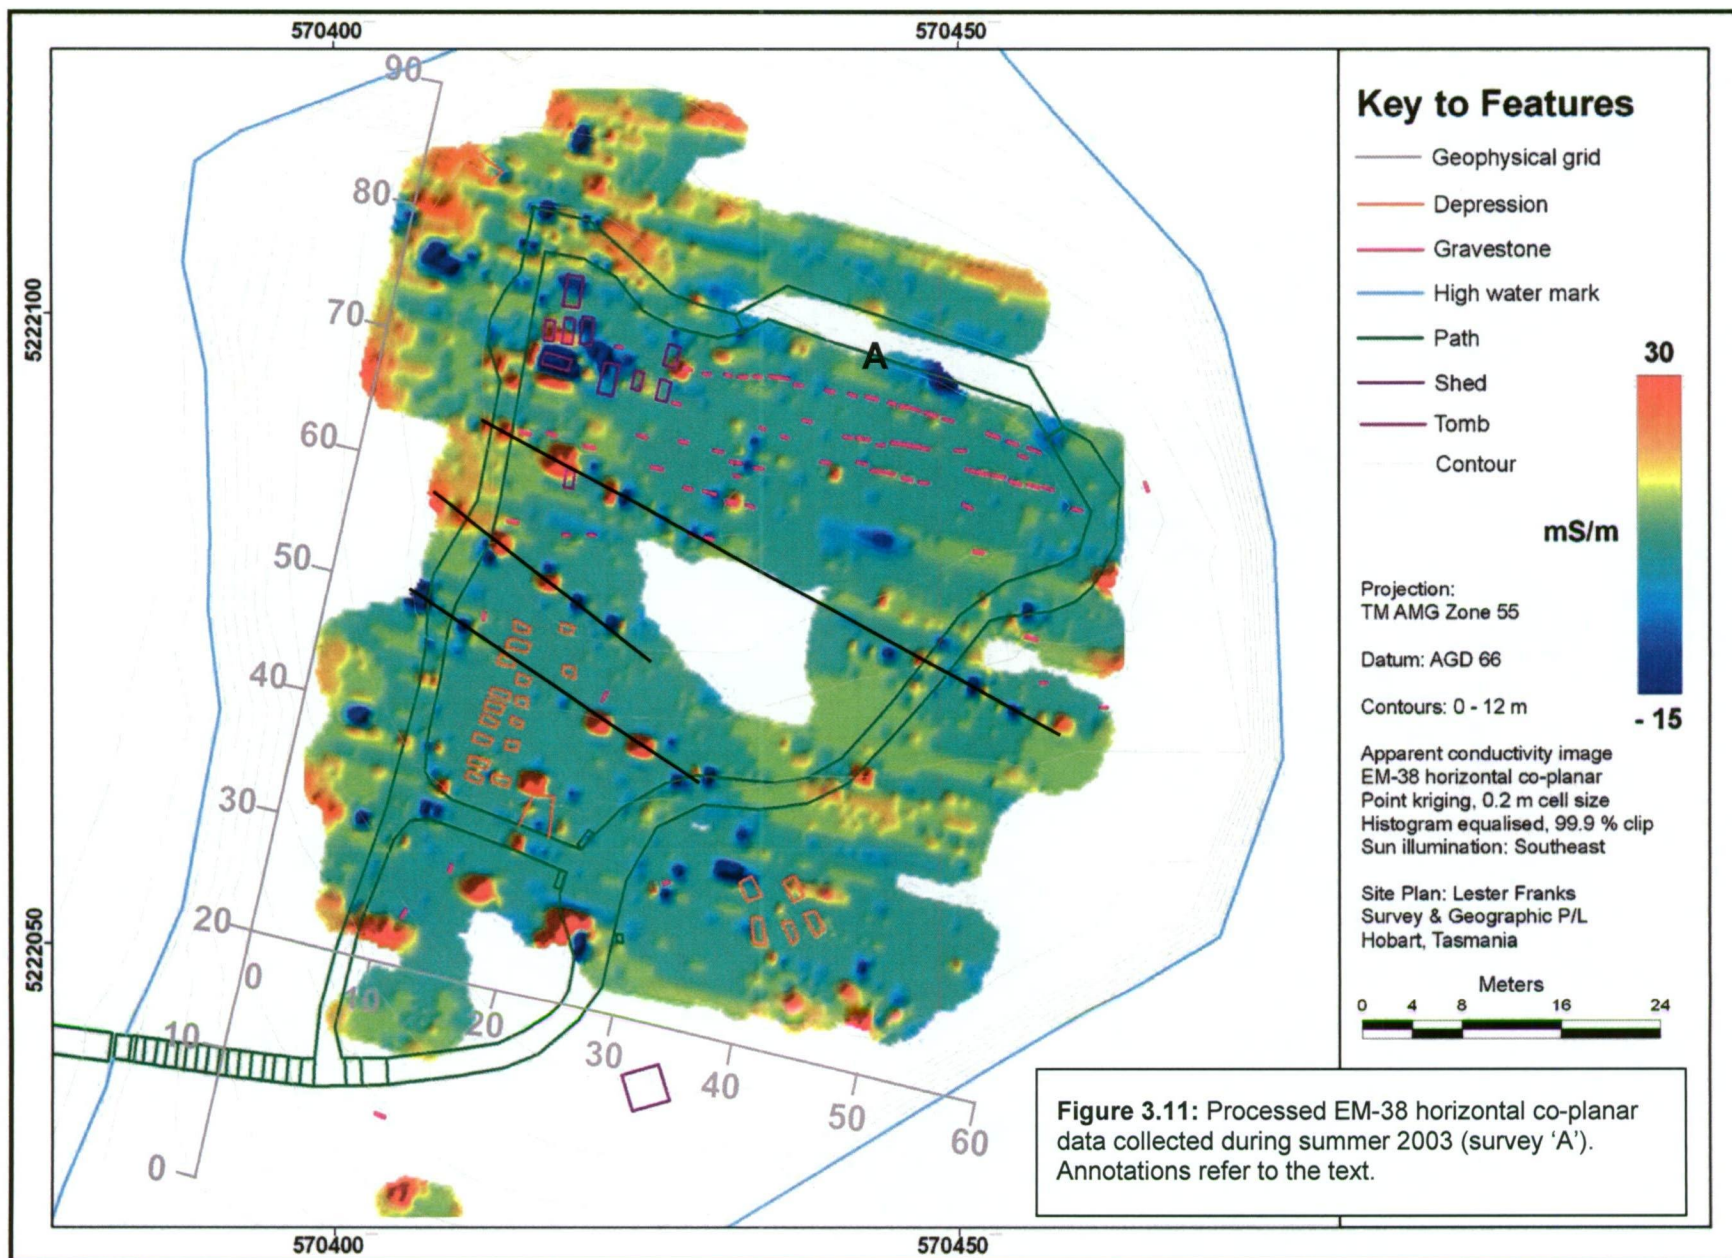 570400
570450
90
80
70
60
50
40
30
20
10
0
0
10
20
30
40
50
60
5222100
5222050
A
570400
570450
Key to Features
Geophysical grid
Depression
Gravestone
High water mark
Path
Shed
Tomb
Contour
30
mS/m
- 15
Projection:
TM AMG Zone 55
Datum: AGD 66
Contours: 0 - 12 m
Apparent conductivity image
EM-38 horizontal co-planar
Point kriging, 0.2 m cell size
Histogram equalised, 99.9 % clip
Sun illumination: Southeast
Site Plan: Lester Franks
Survey & Geographic P/L
Hobart, Tasmania
Meters
0 4 8 16 24
Figure 3.11: Processed EM-38 horizontal co-planar
data collected during summer 2003 (survey 'A').
Annotations refer to the text.